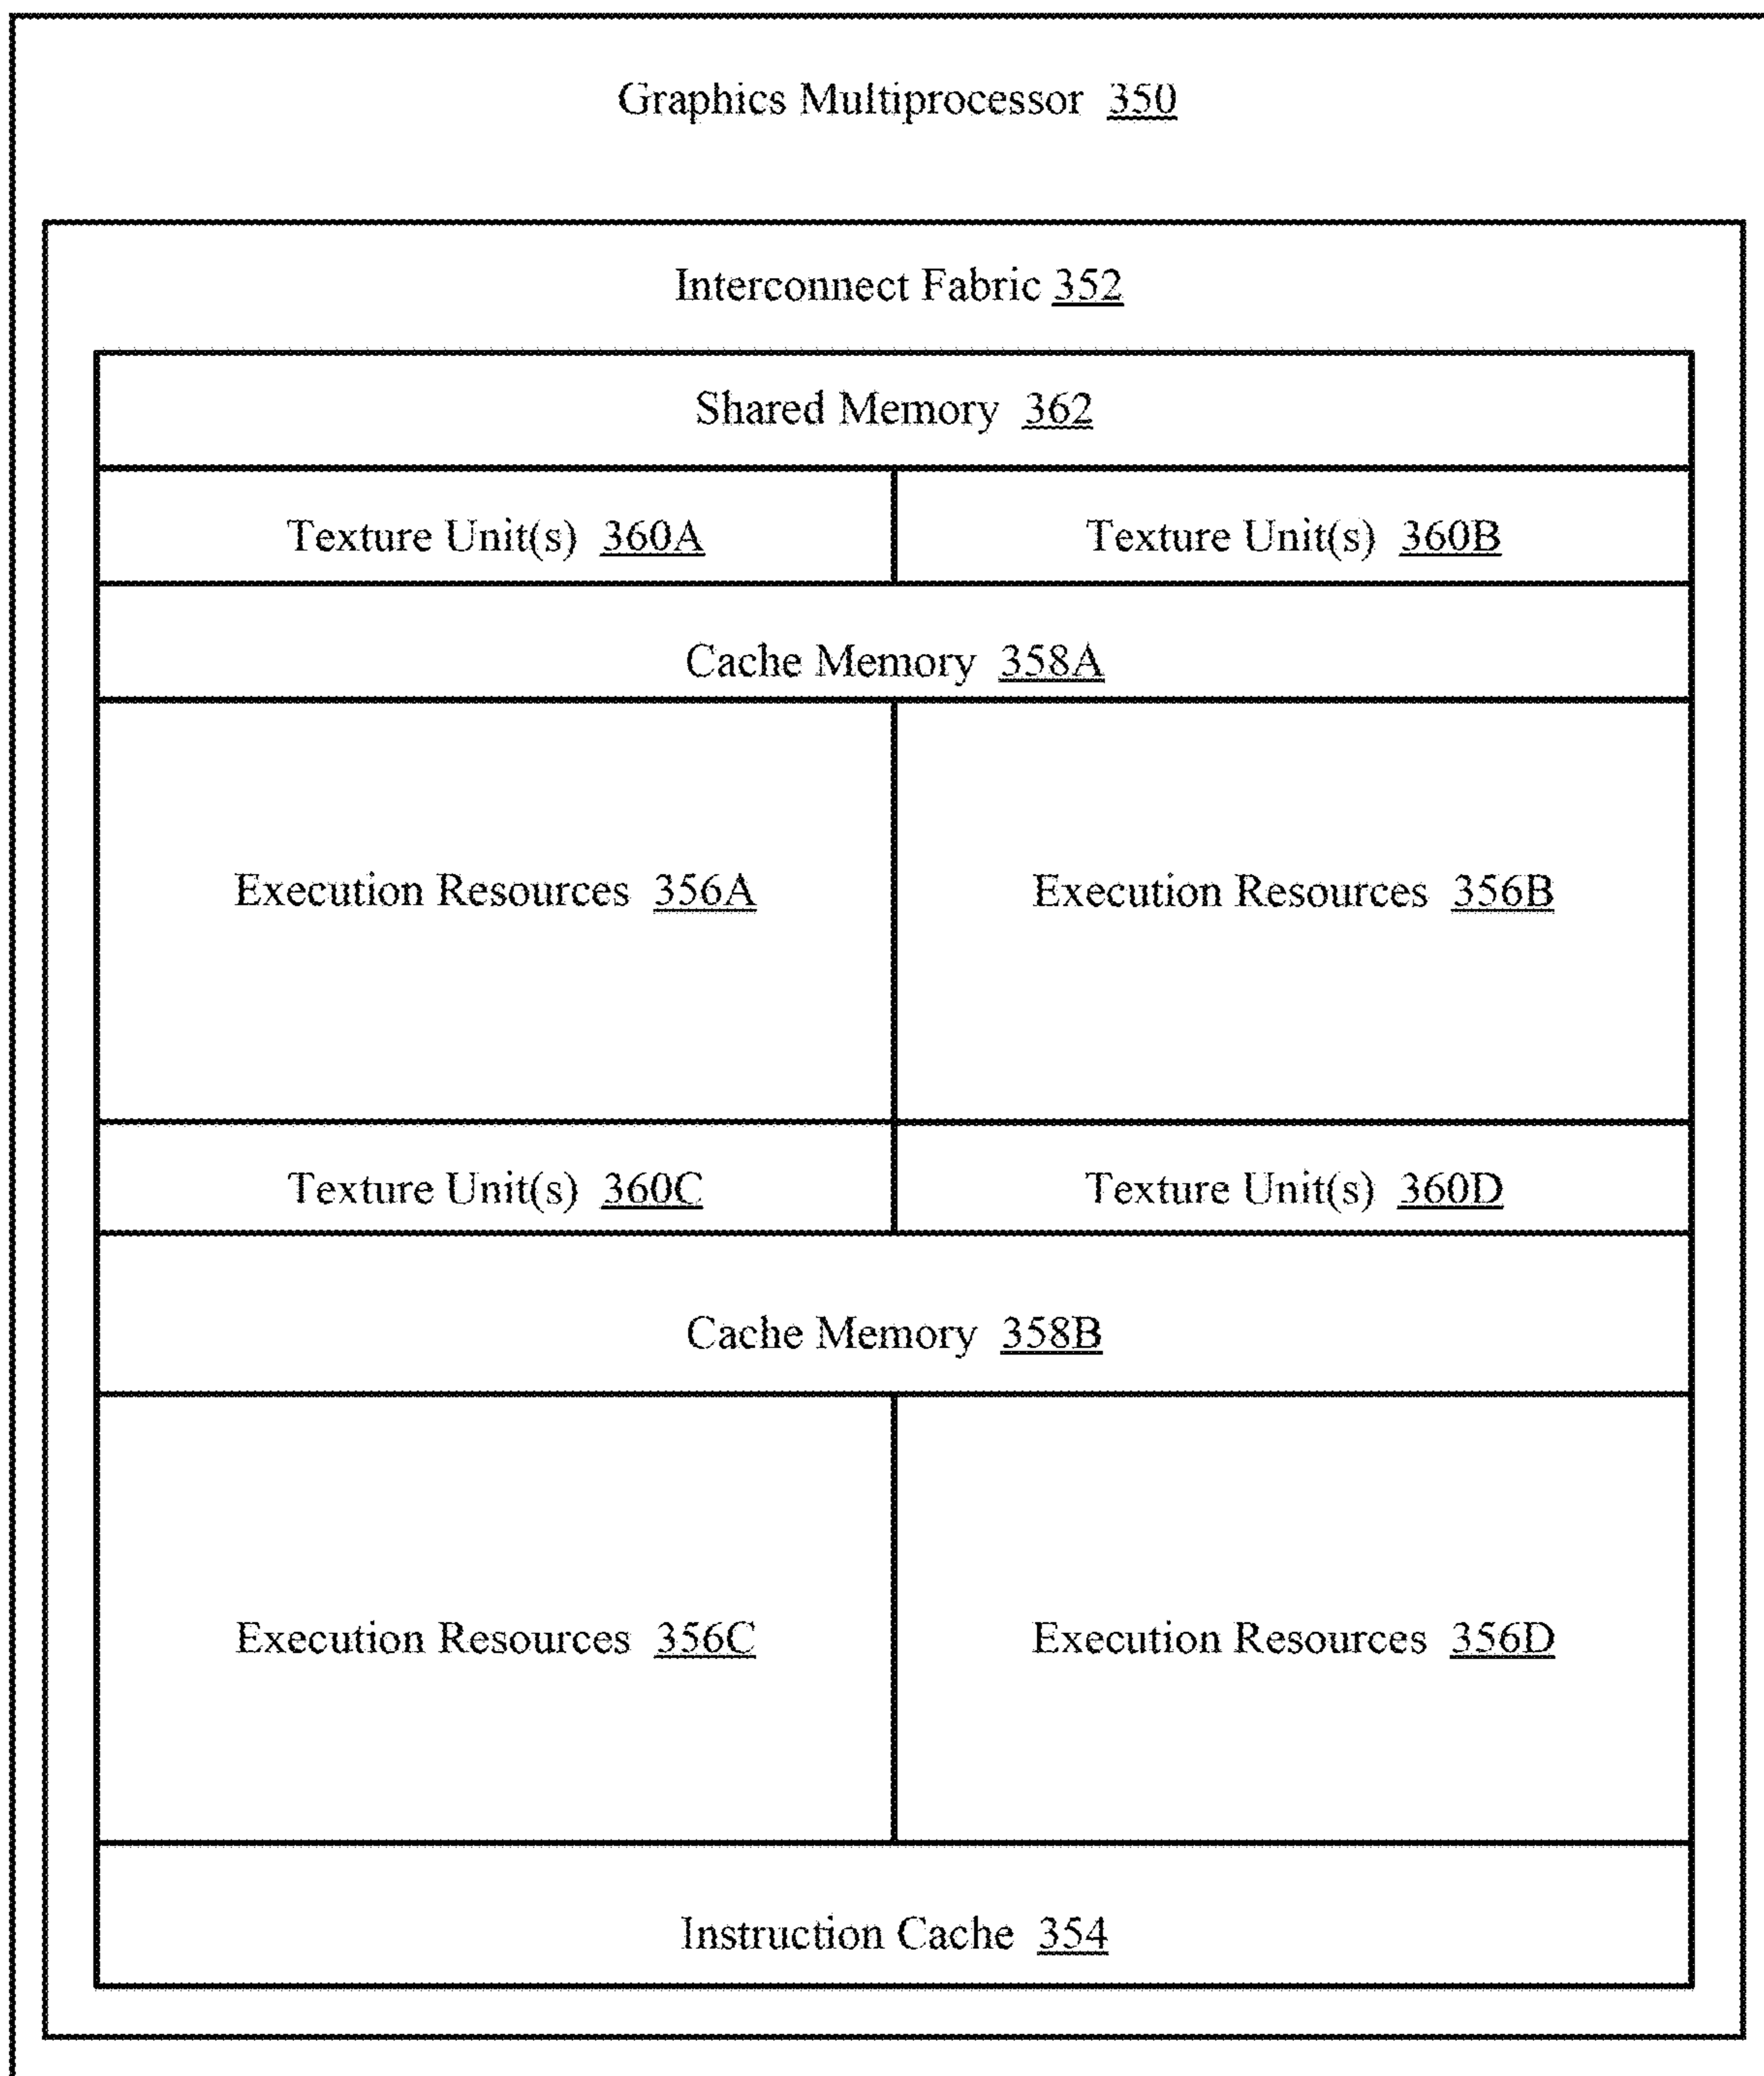 Graphics Multiprocessor 350
Interconnect Fabric 352
Shared Memory 362
Texture Unit(s) 360A
Texture Unit(s) 360B
Cache Memory 358A
Execution Resources 356A
Execution Resources 356B
Texture Unit(s) 360C
Texture Unit(s) 360D
Cache Memory 358B
Execution Resources 356C
Execution Resources 356D
Instruction Cache 354